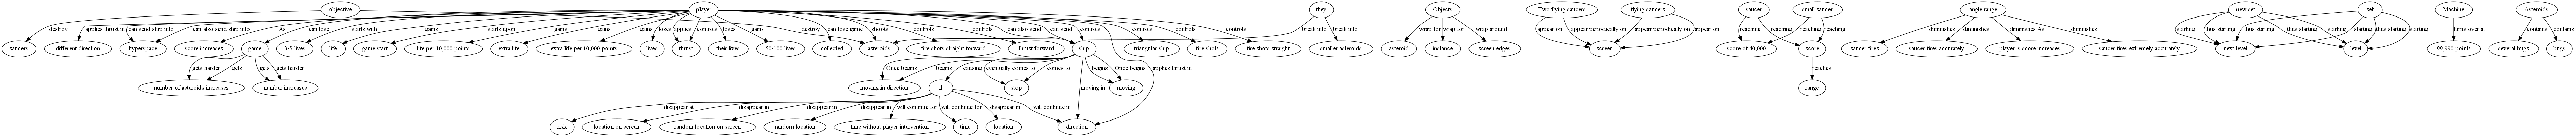 objective
player
they
Objects
Two flying saucers
flying saucers
saucer
small saucer
angle range
new set
set
Machine
Asteroids
destroy
applies thrust in
can send ship into
can also send ship into
As
can lose
starts with
gains
starts upon
gains
gains
gains
loses
applies
controls
loses
gains
can lose game
destroy
shoots
controls
controls
can also send
can send
controls
controls
controls
controls
break into
break into
wrap for
wrap for
wrap around
appear on
appear periodically on
appear periodically on
appear on
reaching
reaching
reaching
diminishes
diminishes
diminishes As
diminishes
starting
thus starting
thus starting
starting
starting
thus starting
thus starting
starting
turns over at
contains
contains
saucers
different direction
hyperspace
score increases
game
3-5 lives
life
game start
life per 10,000 points
extra life
extra life per 10,000 points
lives
thrust
their lives
50-100 lives
collected
asteroids
fire shots straight forward
thrust forward
ship
triangular ship
fire shots
fire shots straight
smaller asteroids
asteroid
instance
screen edges
screen
score of 40,000
score
saucer fires
saucer fires accurately
player 's score increases
saucer fires extremely accurately
next level
level
99,990 points
several bugs
bugs
gets harder
gets
gets
gets harder
Once begins
begins
causing
eventually comes to
comes to
moving in
begins
Once begins
applies thrust in
reaches
number of asteroids increases
number increases
moving in direction
it
stop
moving
range
disappear at
disappear in
disappear in
disappear in
will continue for
will continue for
disappear in
will continue in
risk
location on screen
random location on screen
random location
time without player intervention
time
location
direction